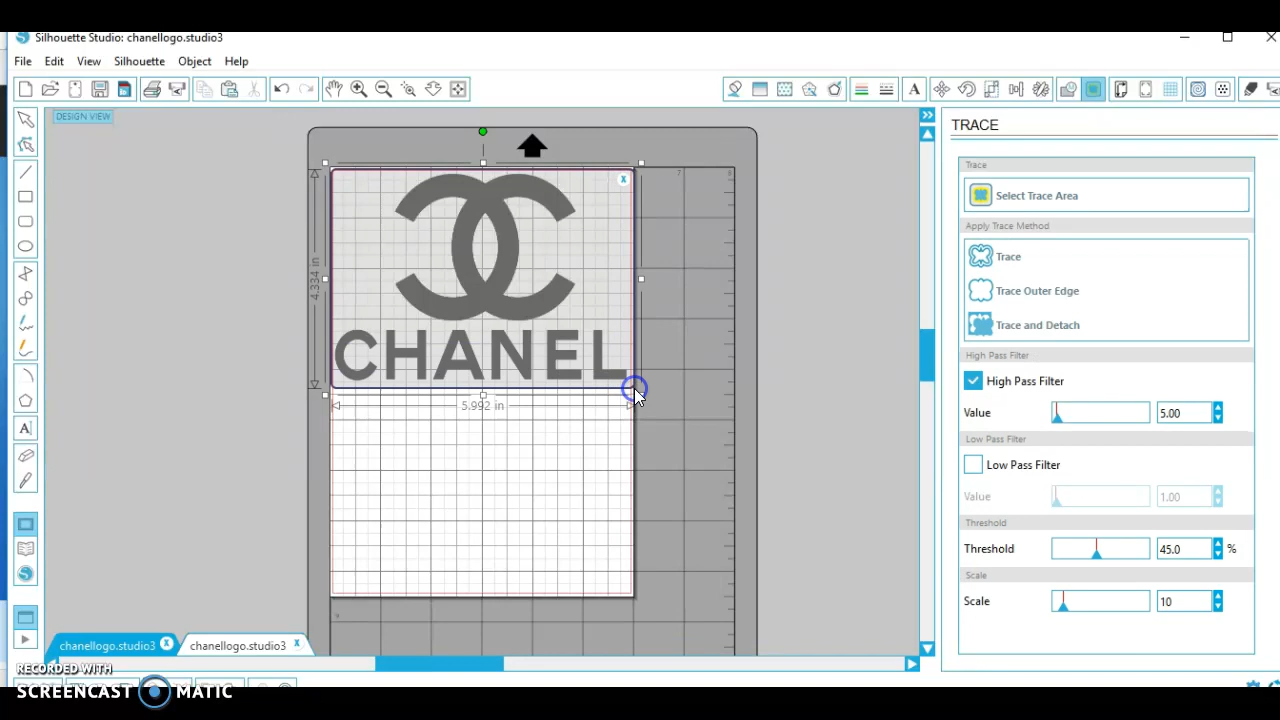 Silhouette Studio: chanellogo.studio3
File Edit View Silhouette Object Help
DESIGN VIEW
X
7
8
4.334 in
CHANEL
5.992 in
9
chanellogo.studio3 X
chanellogo.studio3 X
TRACE
Trace
Select Trace Area
Apply Trace Method
Trace
Trace Outer Edge
Trace and Detach
High Pass Filter
High Pass Filter
Value 5.00
Low Pass Filter
Low Pass Filter
Value 1.00
Threshold
Threshold 45.0 %
Scale
Scale 10
RECORDED WITH
SCREENCAST MATIC